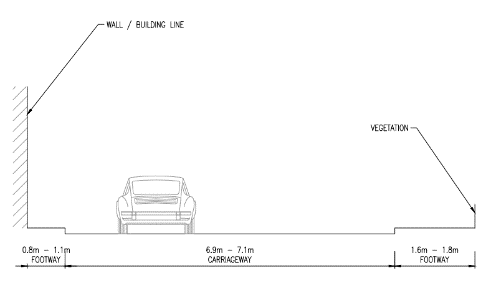 WALL / BUILDING LINE
VEGETATION
0.8m – 1.1m
FOOTWAY
6.9m – 7.1m
CARRIAGEWAY
1.6m – 1.8m
FOOTWAY